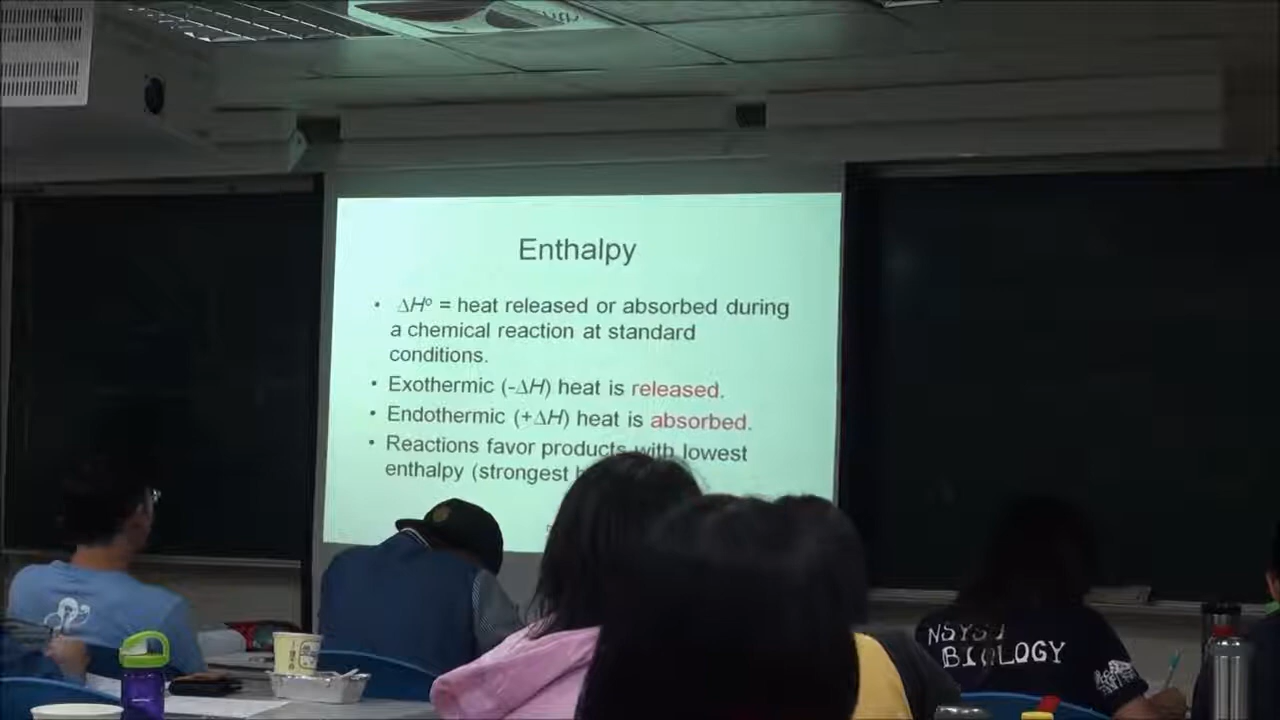 Enthalpy
• ΔH° = heat released or absorbed during
a chemical reaction at standard
conditions.
• Exothermic (-ΔH) heat is released.
• Endothermic (+ΔH) heat is absorbed.
• Reactions favor products with lowest
enthalpy (strongest
BIOLOGY